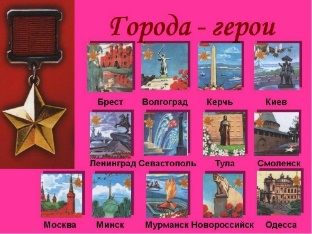 Города - герои
Брест Волгоград Керчь Киев
Ленинград Севастополь Тула Смоленск
Москва Минск Мурманск Новороссийск Одесса